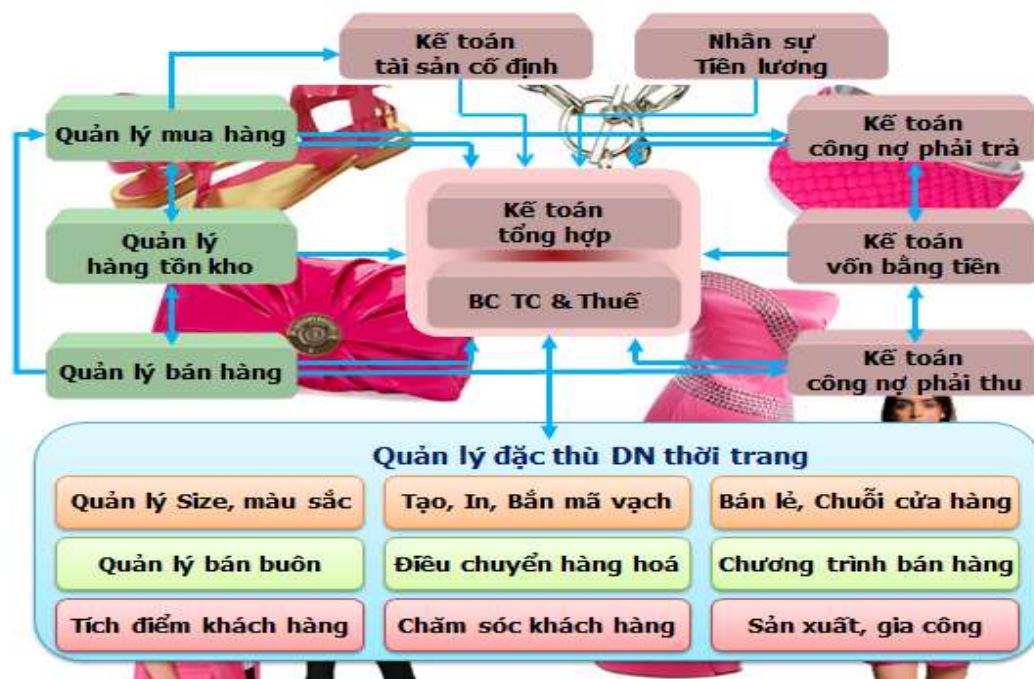 Kế toán
tài sản cố định
Nhân sự
Tiền lương
Quản lý mua hàng
Kế toán
công nợ phải trả
Kế toán
tổng hợp
Quản lý
hàng tồn kho
Kế toán
vốn bằng tiền
BC TC & Thuế
Quản lý bán hàng
Kế toán
công nợ phải thu
Quản lý đặc thù DN thời trang
Quản lý Size, màu sắc
Tạo, In, Bắn mã vạch
Bán lẻ, Chuỗi cửa hàng
Quản lý bán buôn
Điều chuyển hàng hoá
Chương trình bán hàng
Tích điểm khách hàng
Chăm sóc khách hàng
Sản xuất, gia công